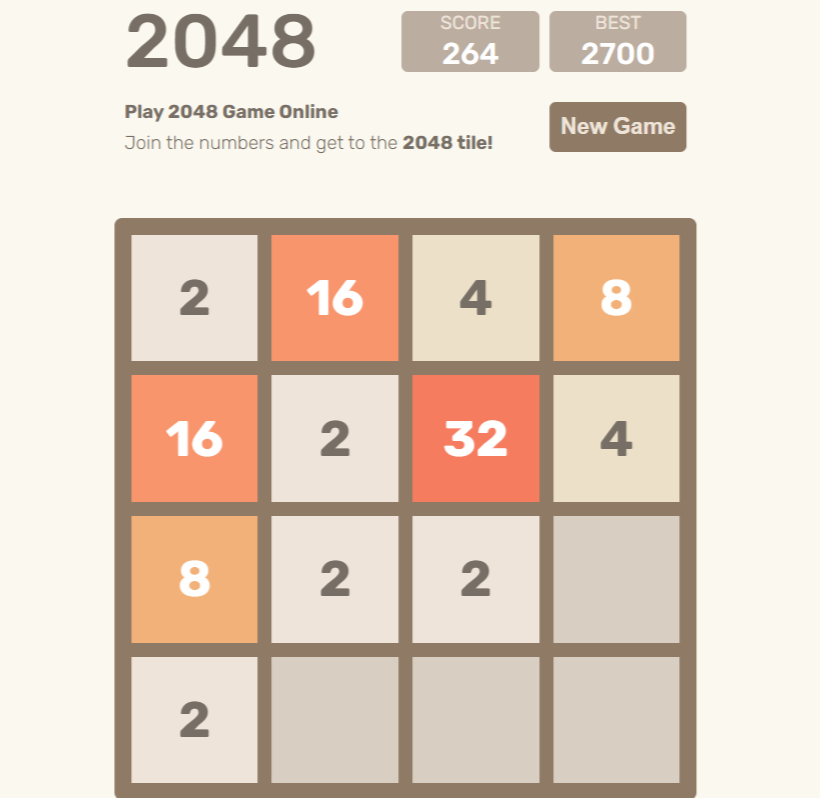 2048
SCORE
264
BEST
2700
Play 2048 Game Online
Join the numbers and get to the 2048 tile!
New Game
2 16 4 8
16 2 32 4
8 2 2
2